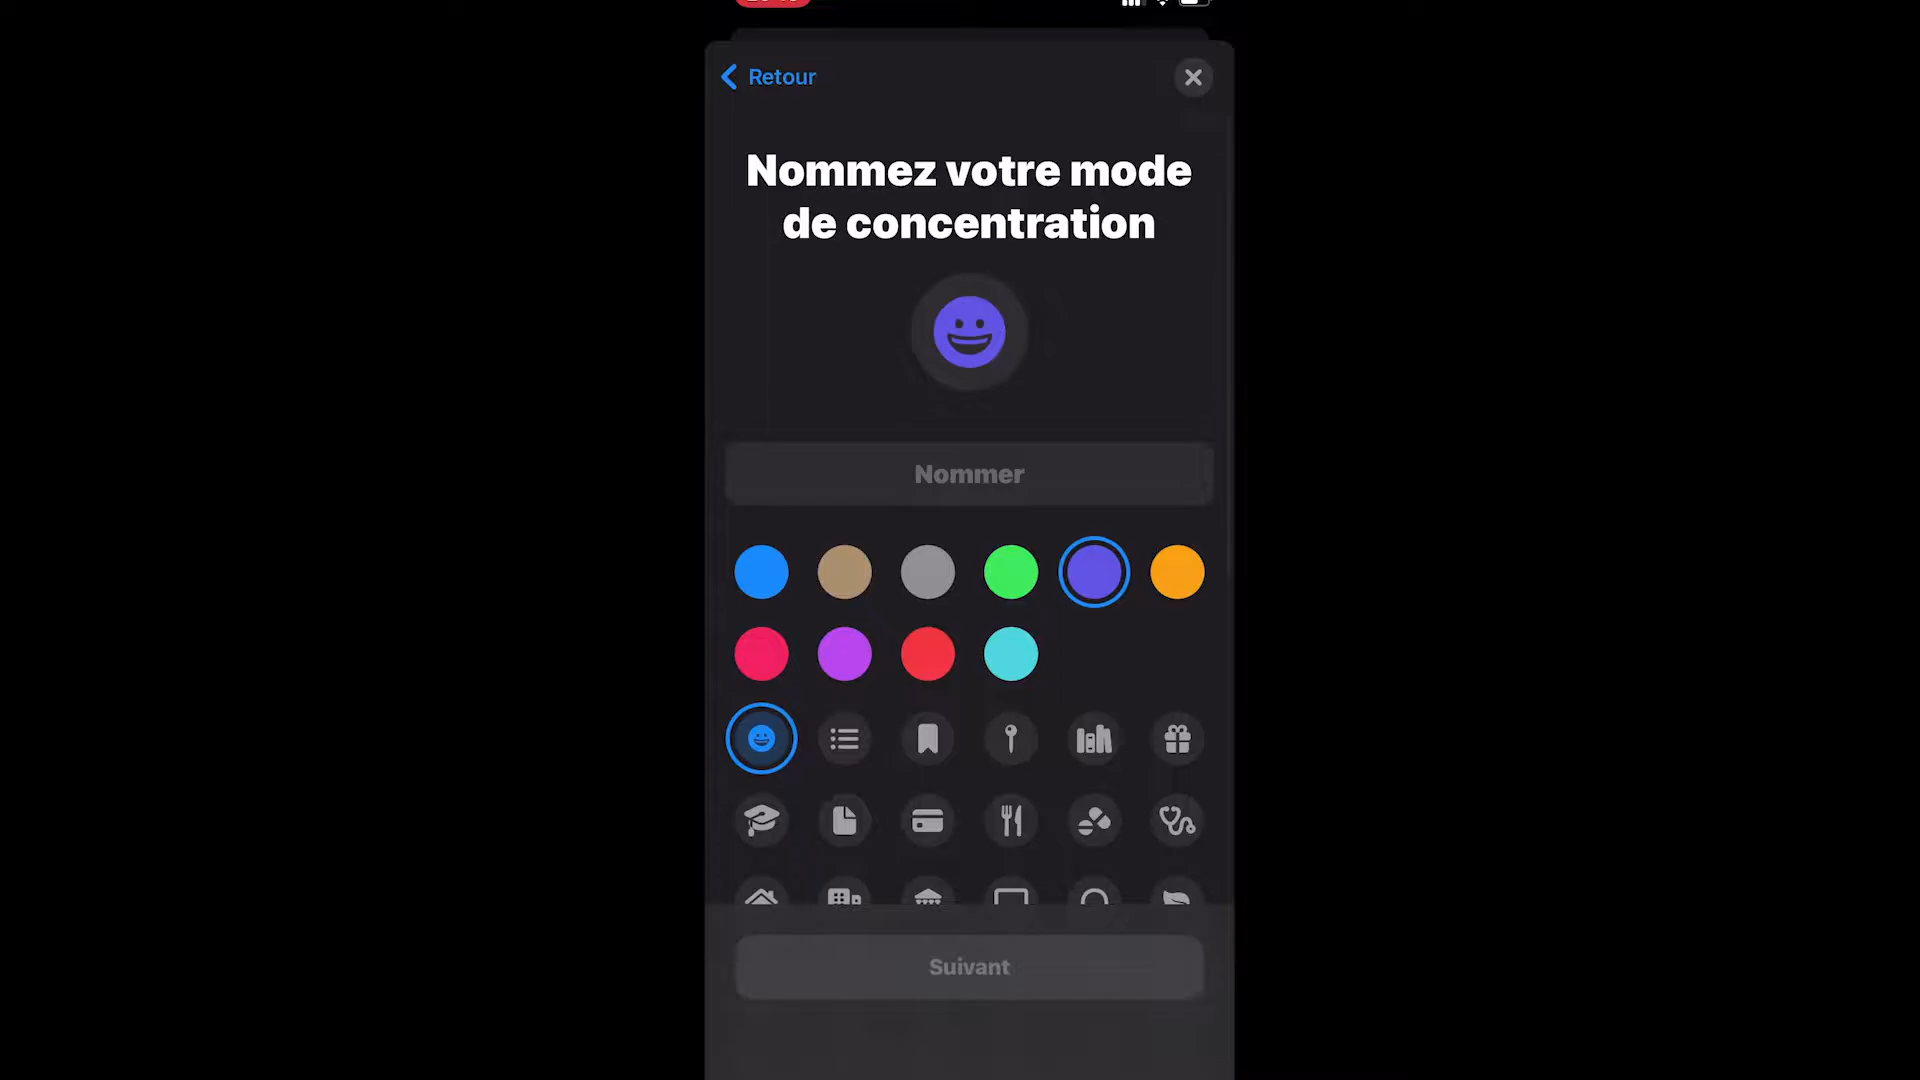 Retour
Nommez votre mode
de concentration
Nommer
Suivant